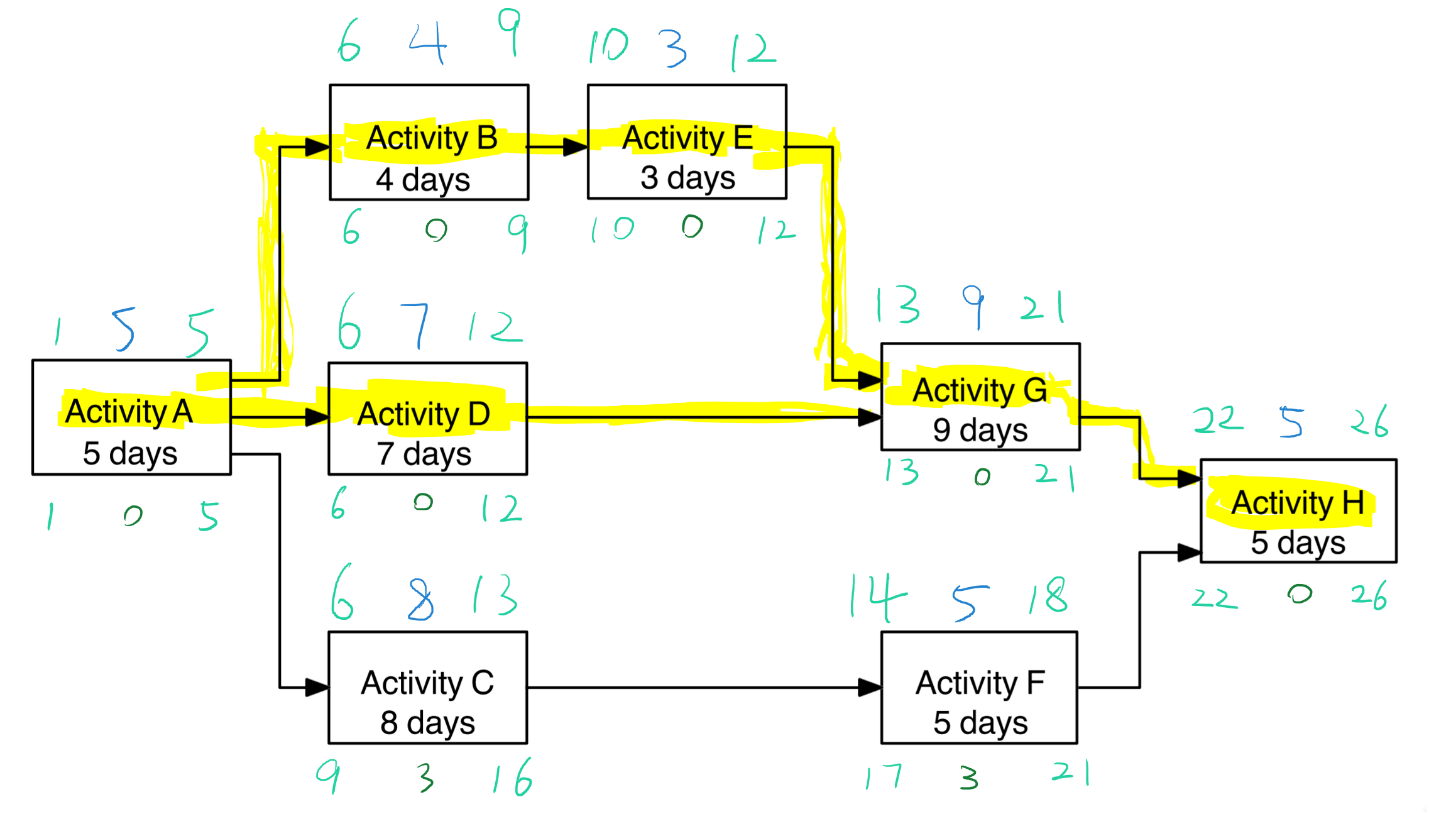 6 4 9
10 3 12
Activity B
4 days
Activity E
3 days
6 0 9
10 0 12
1 5 5
Activity A
5 days
1 0 5
6 7 12
Activity D
7 days
6 0 12
13 9 21
Activity G
9 days
13 0 21
22 5 26
Activity H
5 days
22 0 26
6 8 13
Activity C
8 days
9 3 16
14 5 18
Activity F
5 days
17 3 21